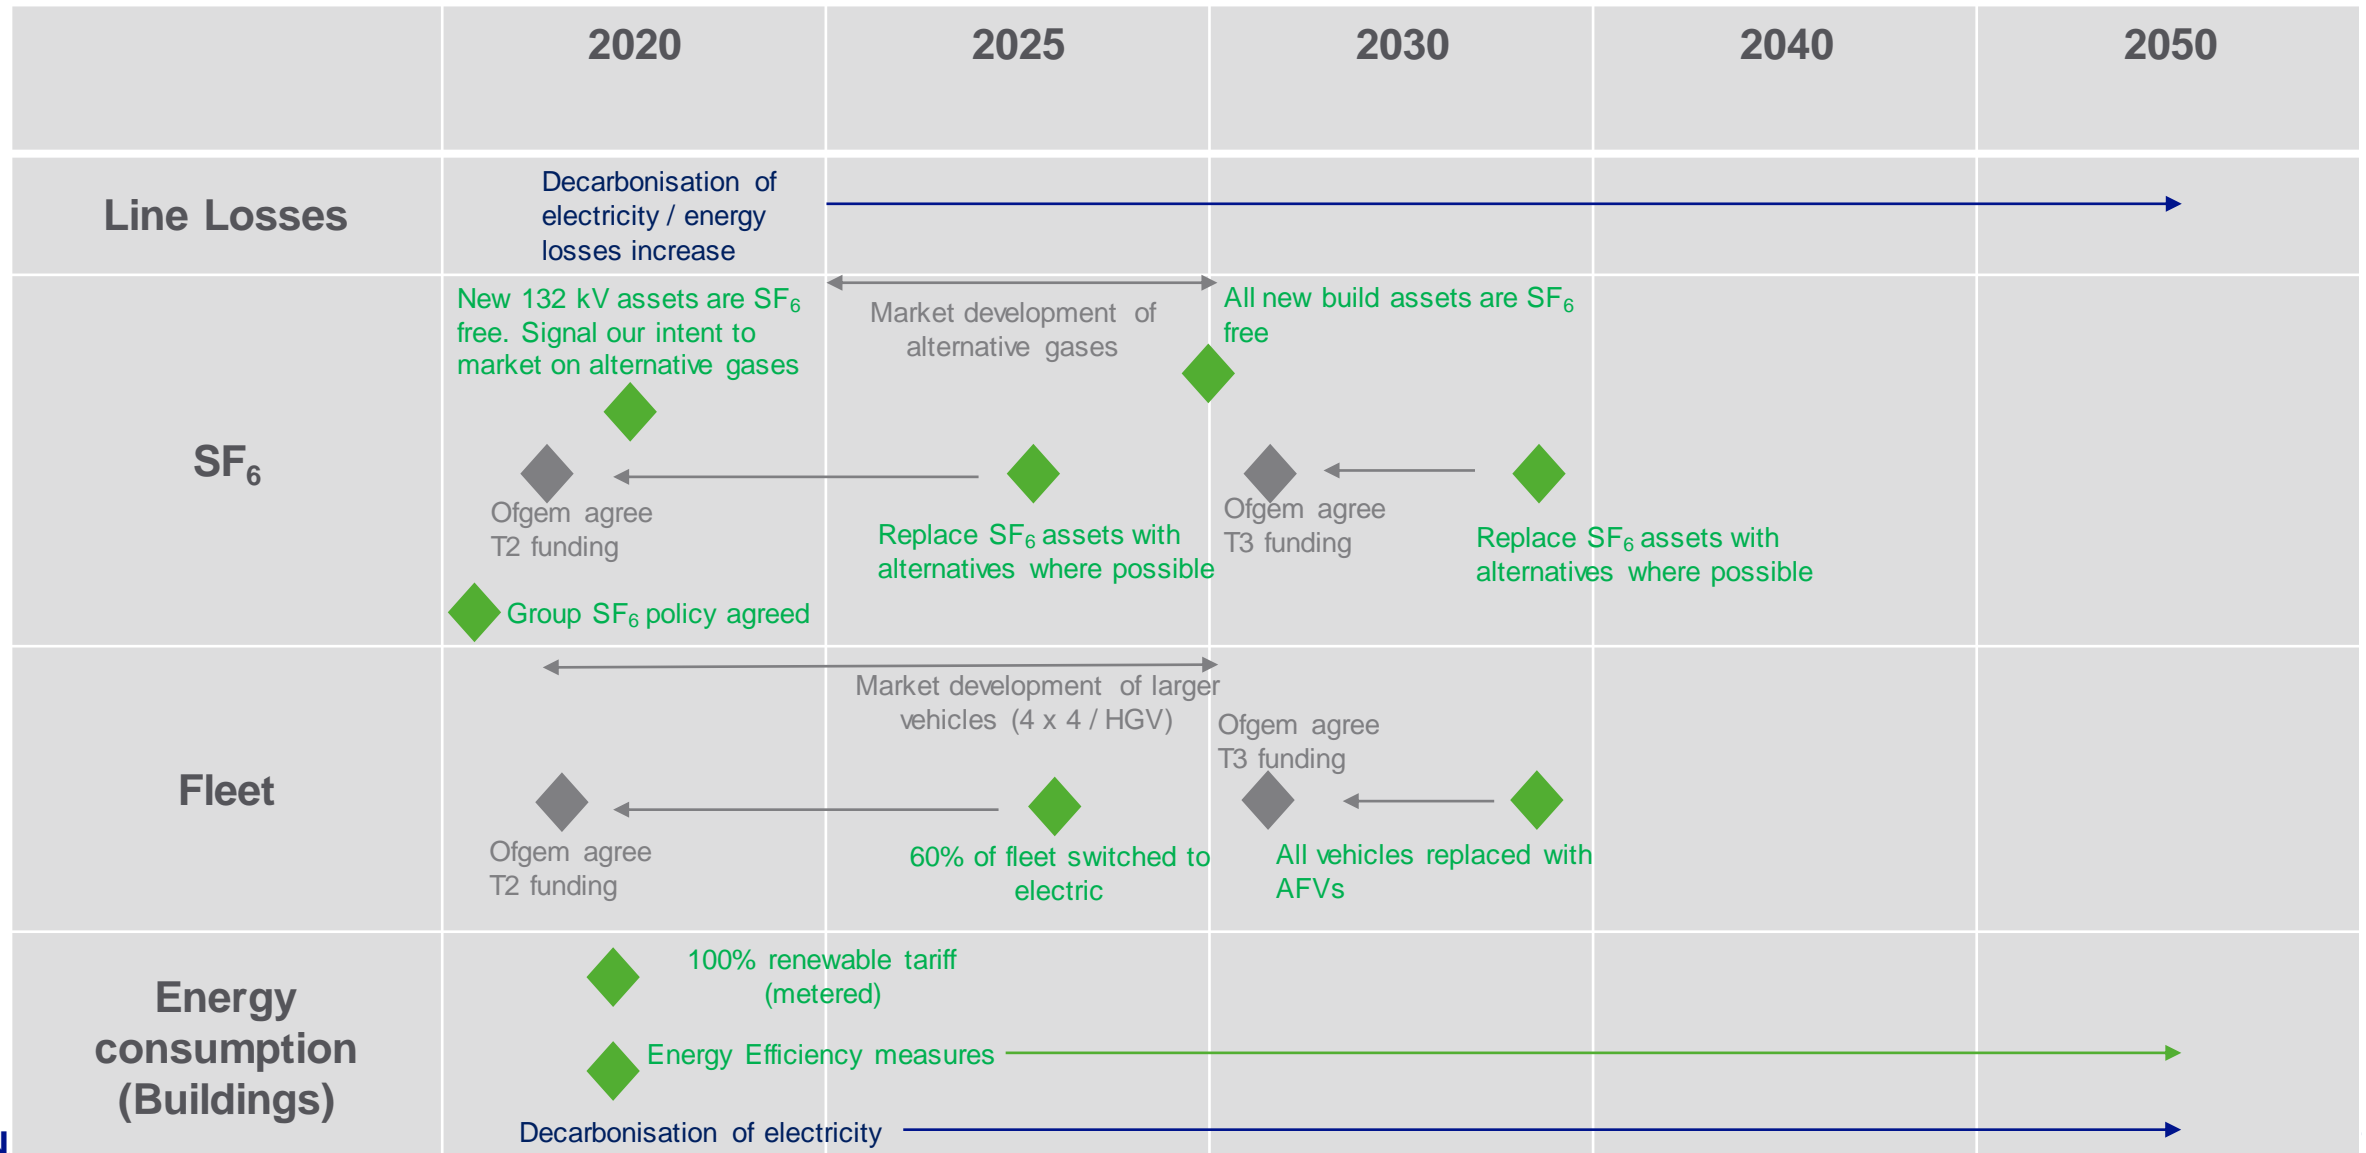 2020
2025
2030
2040
2050
Line Losses
Decarbonisation of
electricity / energy
losses increase
SF6
New 132 kV assets are SF6
free. Signal our intent to
market on alternative gases
Market development of
alternative gases
All new build assets are SF6
free
Ofgem agree
T2 funding
Replace SF6 assets with
alternatives where possible
Ofgem agree
T3 funding
Replace SF6 assets with
alternatives where possible
Group SF6 policy agreed
Fleet
Market development of larger
vehicles (4 x 4 / HGV)
Ofgem agree
T3 funding
Ofgem agree
T2 funding
60% of fleet switched to
electric
All vehicles replaced with
AFVs
Energy
consumption
(Buildings)
100% renewable tariff
(metered)
Energy Efficiency measures
Decarbonisation of electricity